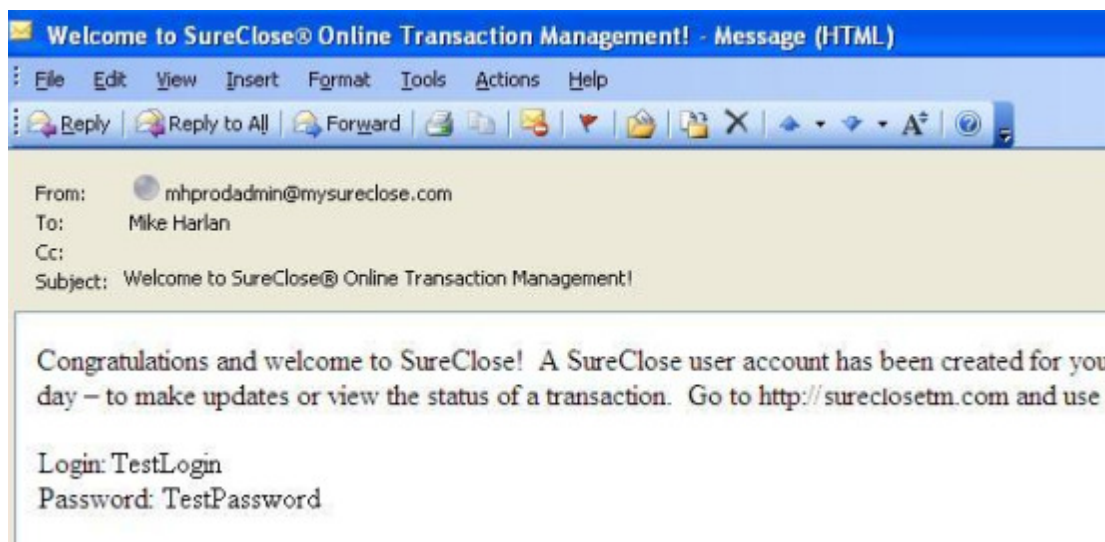 Welcome to SureClose® Online Transaction Management! - Message (HTML)
File Edit View Insert Format Tools Actions Help
Reply Reply to All Forward
From: mhprodadmin@mysureclose.com
To: Mike Harlan
Cc:
Subject: Welcome to SureClose® Online Transaction Management!
Congratulations and welcome to SureClose! A SureClose user account has been created for you
day – to make updates or view the status of a transaction. Go to http://sureclosetm.com and use
Login: TestLogin
Password: TestPassword